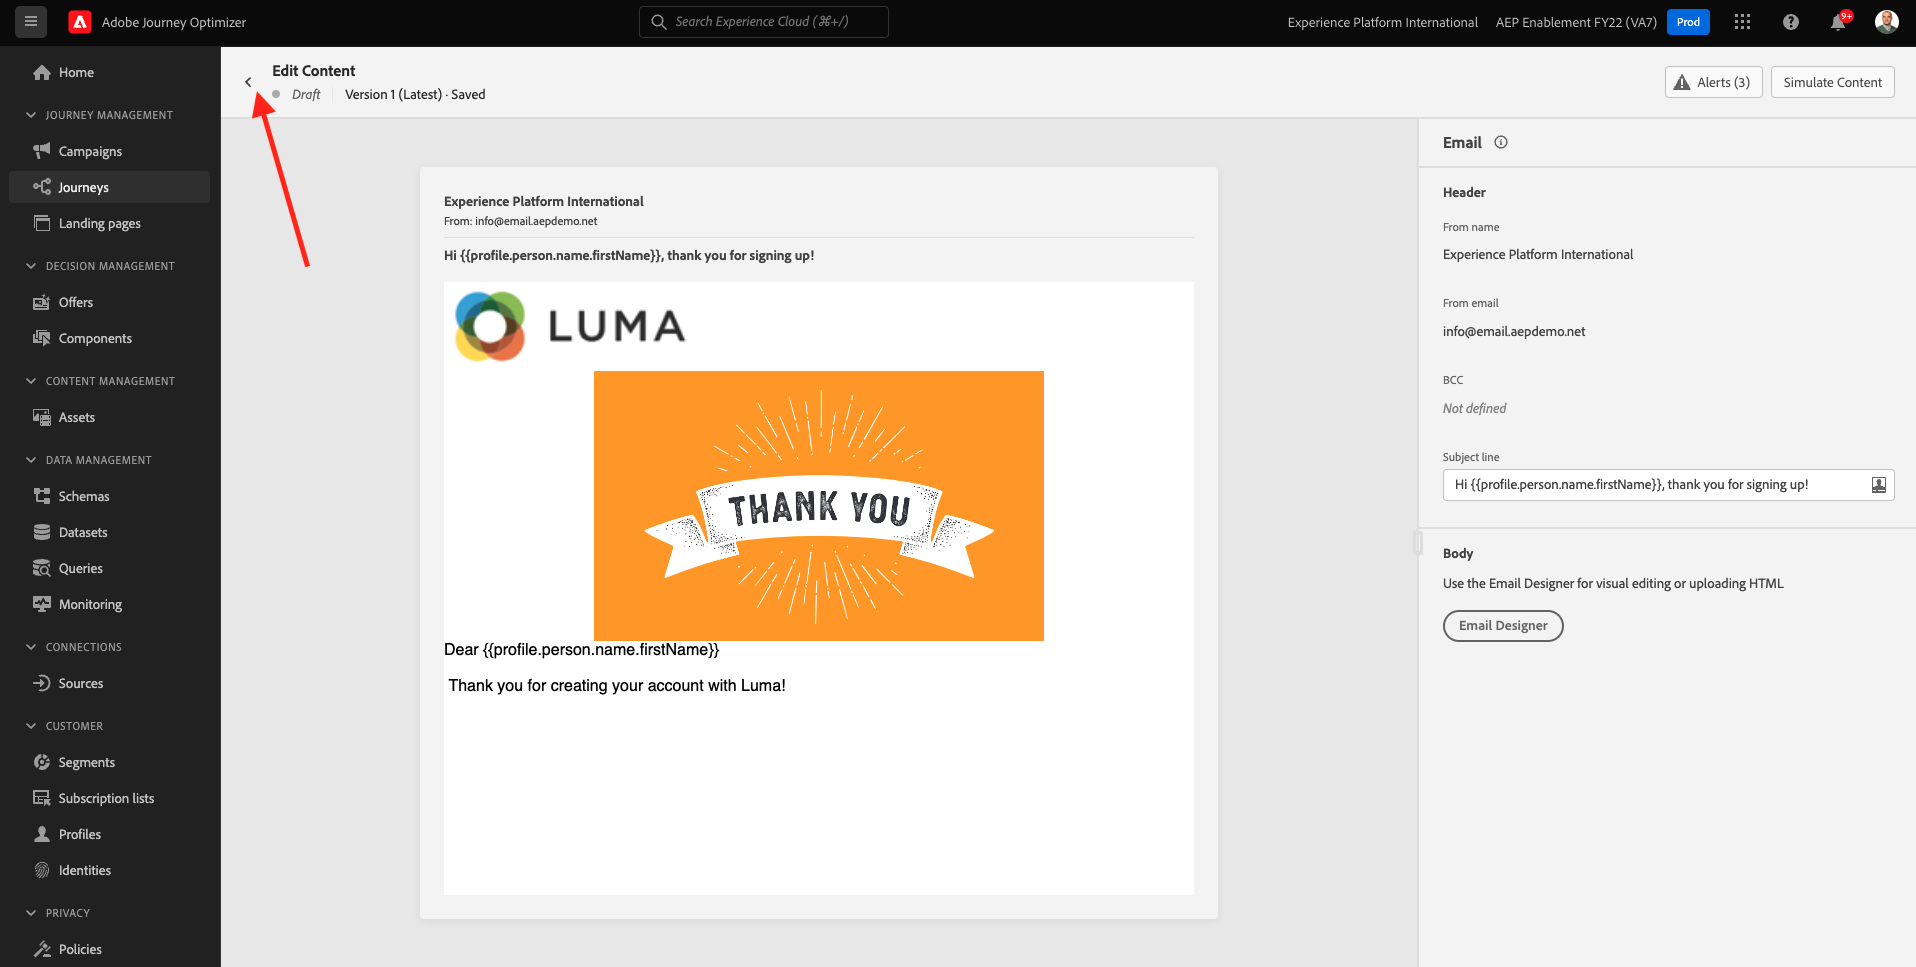 Adobe Journey Optimizer
Search Experience Cloud (⌘+/)
Experience Platform International
AEP Enablement FY22 (VA7)
Prod
9+
Home
JOURNEY MANAGEMENT
Campaigns
Journeys
Landing pages
DECISION MANAGEMENT
Offers
Components
CONTENT MANAGEMENT
Assets
DATA MANAGEMENT
Schemas
Datasets
Queries
Monitoring
CONNECTIONS
Sources
CUSTOMER
Segments
Subscription lists
Profiles
Identities
PRIVACY
Policies
Edit Content
Draft
Version 1 (Latest) · Saved
Alerts (3)
Simulate Content
Experience Platform International
From: info@email.aepdemo.net
Hi {{profile.person.name.firstName}}, thank you for signing up!
LUMA
THANK YOU
Dear {{profile.person.name.firstName}}
Thank you for creating your account with Luma!
Email
Header
From name
Experience Platform International
From email
info@email.aepdemo.net
BCC
Not defined
Subject line
Hi {{profile.person.name.firstName}}, thank you for signing up!
Body
Use the Email Designer for visual editing or uploading HTML
Email Designer